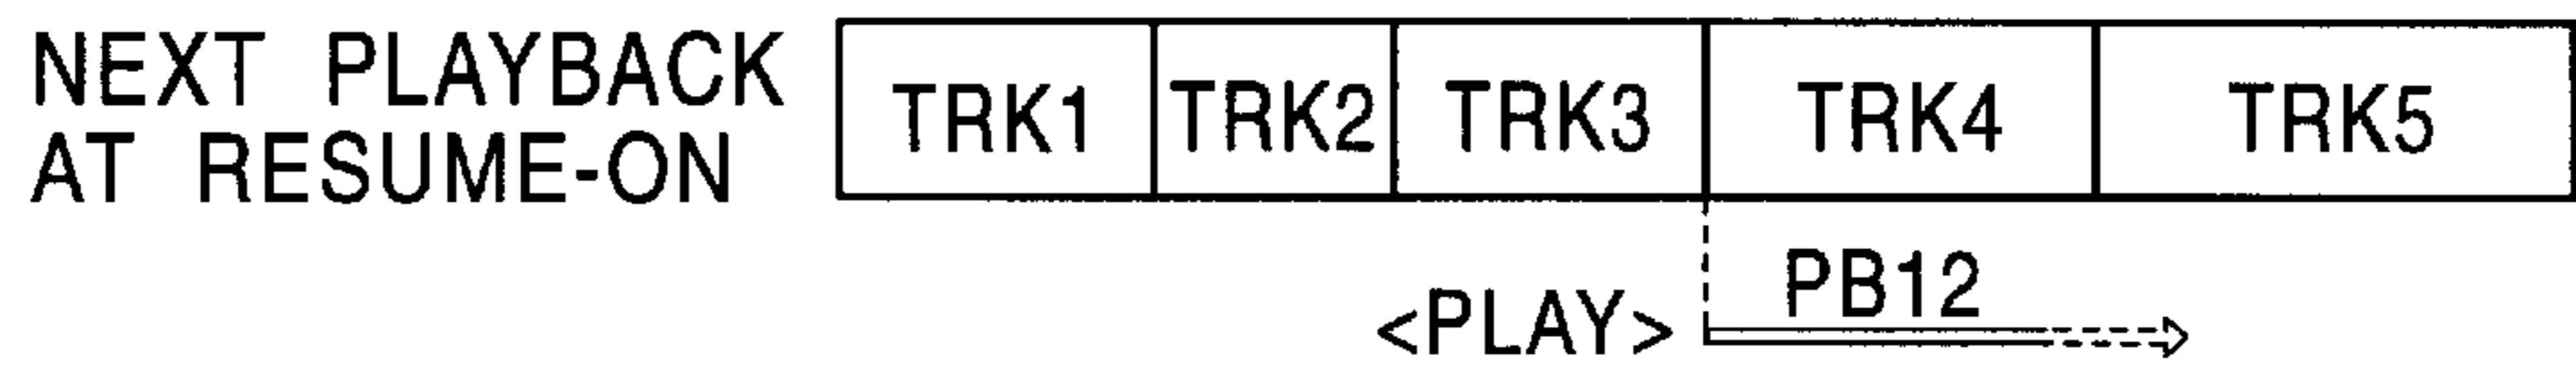 NEXT PLAYBACK
AT RESUME-ON
TRK1 TRK2 TRK3 TRK4 TRK5
PB12
<PLAY>